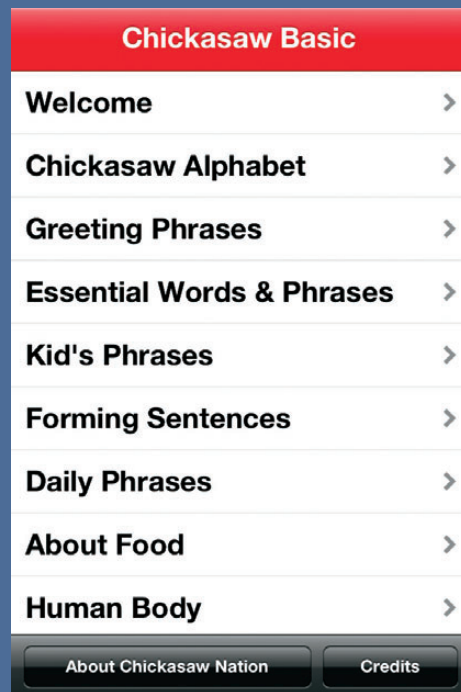 Chickasaw Basic
Welcome
Chickasaw Alphabet
Greeting Phrases
Essential Words & Phrases
Kid's Phrases
Forming Sentences
Daily Phrases
About Food
Human Body
About Chickasaw Nation
Credits